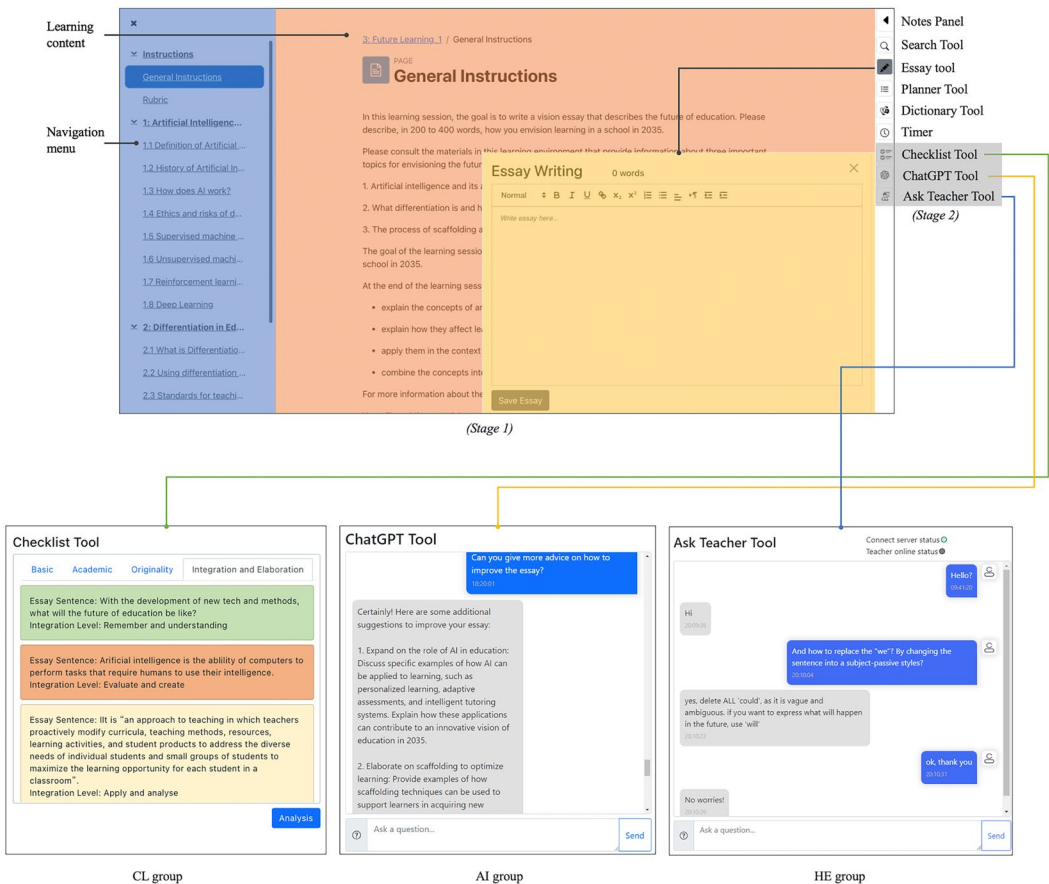 Learning
content
Navigation
menu
×
Instructions
General Instructions
Rubric
1: Artificial Intelligenc...
1.1 Definition of Artificial ...
1.2 History of Artificial In...
1.3 How does AI work?
1.4 Ethics and risks of d...
1.5 Supervised machine ...
1.6 Unsupervised machi...
1.7 Reinforcement learni...
1.8 Deep Learning
2: Differentiation in Ed...
2.1 What is Differentiatio...
2.2 Using differentiation ...
2.3 Standards for teachi...
3: Future Learning_1 / General Instructions
PAGE
General Instructions
In this learning session, the goal is to write a vision essay that describes the future of education. Please
describe, in 200 to 400 words, how you envision learning in a school in 2035.
Please consult the materials in this learning environment that provide information about three important
topics for envisioning the futur
1. Artificial intelligence and its a
2. What differentiation is and h
3. The process of scaffolding a
The goal of the learning sessio
school in 2035.
At the end of the learning sess
• explain the concepts of ar
• explain how they affect le
• apply them in the context
• combine the concepts int
For more information about the
Essay Writing 0 words ×
Normal B I U x₂ x²
Write essay here...
Save Essay
Notes Panel
Search Tool
Essay tool
Planner Tool
Dictionary Tool
Timer
Checklist Tool
ChatGPT Tool
Ask Teacher Tool
(Stage 2)
(Stage 1)
Checklist Tool
Basic Academic Originality Integration and Elaboration
Essay Sentence: With the development of new tech and methods,
what will the future of education be like?
Integration Level: Remember and understanding
Essay Sentence: Arificial intelligence is the ablility of computers to
perform tasks that require humans to use their intelligence.
Integration Level: Evaluate and create
Essay Sentence: IIt is "an approach to teaching in which teachers
proactively modify curricula, teaching methods, resources,
learning activities, and student products to address the diverse
needs of individual students and small groups of students to
maximize the learning opportunity for each student in a
classroom".
Integration Level: Apply and analyse
Analysis
CL group
ChatGPT Tool
Can you give more advice on how to
improve the essay?
18:20:01
Certainly! Here are some additional
suggestions to improve your essay:
1. Expand on the role of AI in education:
Discuss specific examples of how AI can
be applied to learning, such as
personalized learning, adaptive
assessments, and intelligent tutoring
systems. Explain how these applications
can contribute to an innovative vision of
education in 2035.
2. Elaborate on scaffolding to optimize
learning: Provide examples of how
scaffolding techniques can be used to
support learners in acquiring new
Ask a question...
Send
AI group
Ask Teacher Tool
Connect server status
Teacher online status
Hello?
09:41:20
Hi
20:09:36
And how to replace the "we"? By changing the
sentence into a subject-passive styles?
20:10:04
yes, delete ALL 'could', as it is vague and
ambiguous. if you want to express what will happen
in the future, use 'will'
20:10:23
ok, thank you
20:10:31
No worries!
Ask a question...
Send
HE group